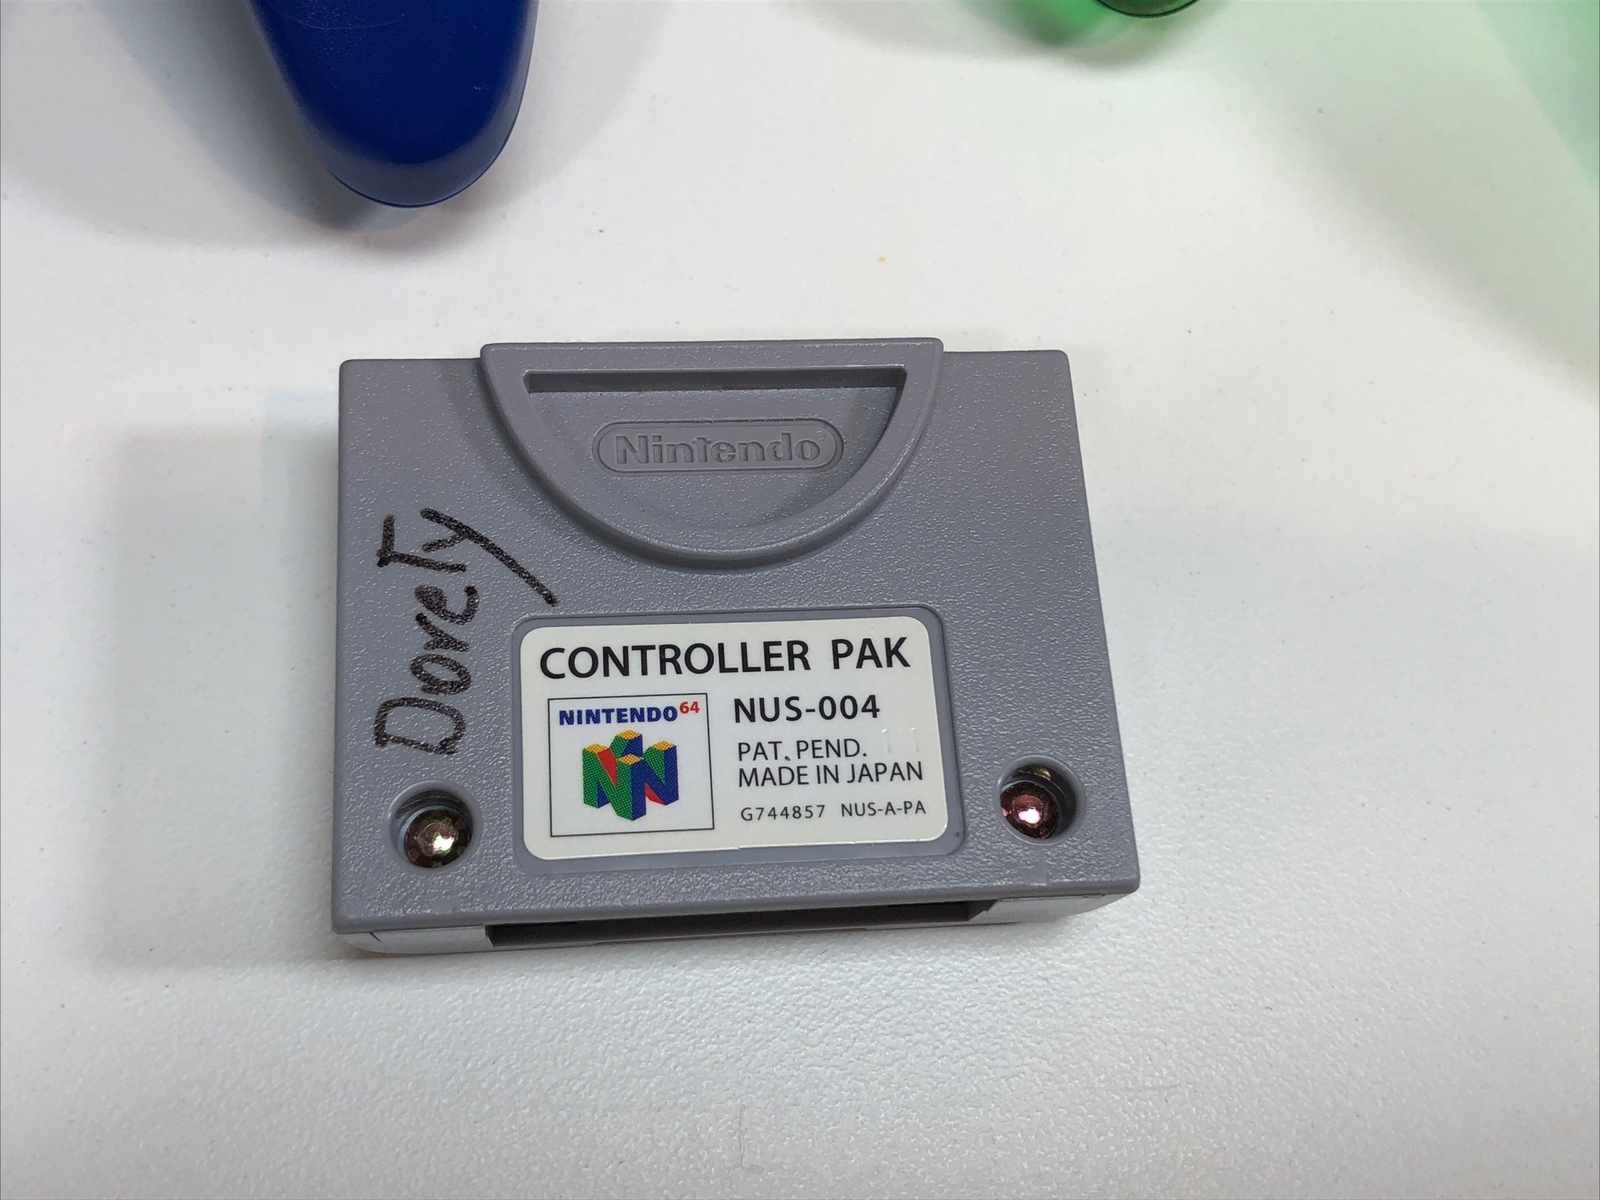 Nintendo
Dorety
CONTROLLER PAK
NINTENDO64
NUS-004
PAT. PEND.
MADE IN JAPAN
G744857 NUS-A-PA